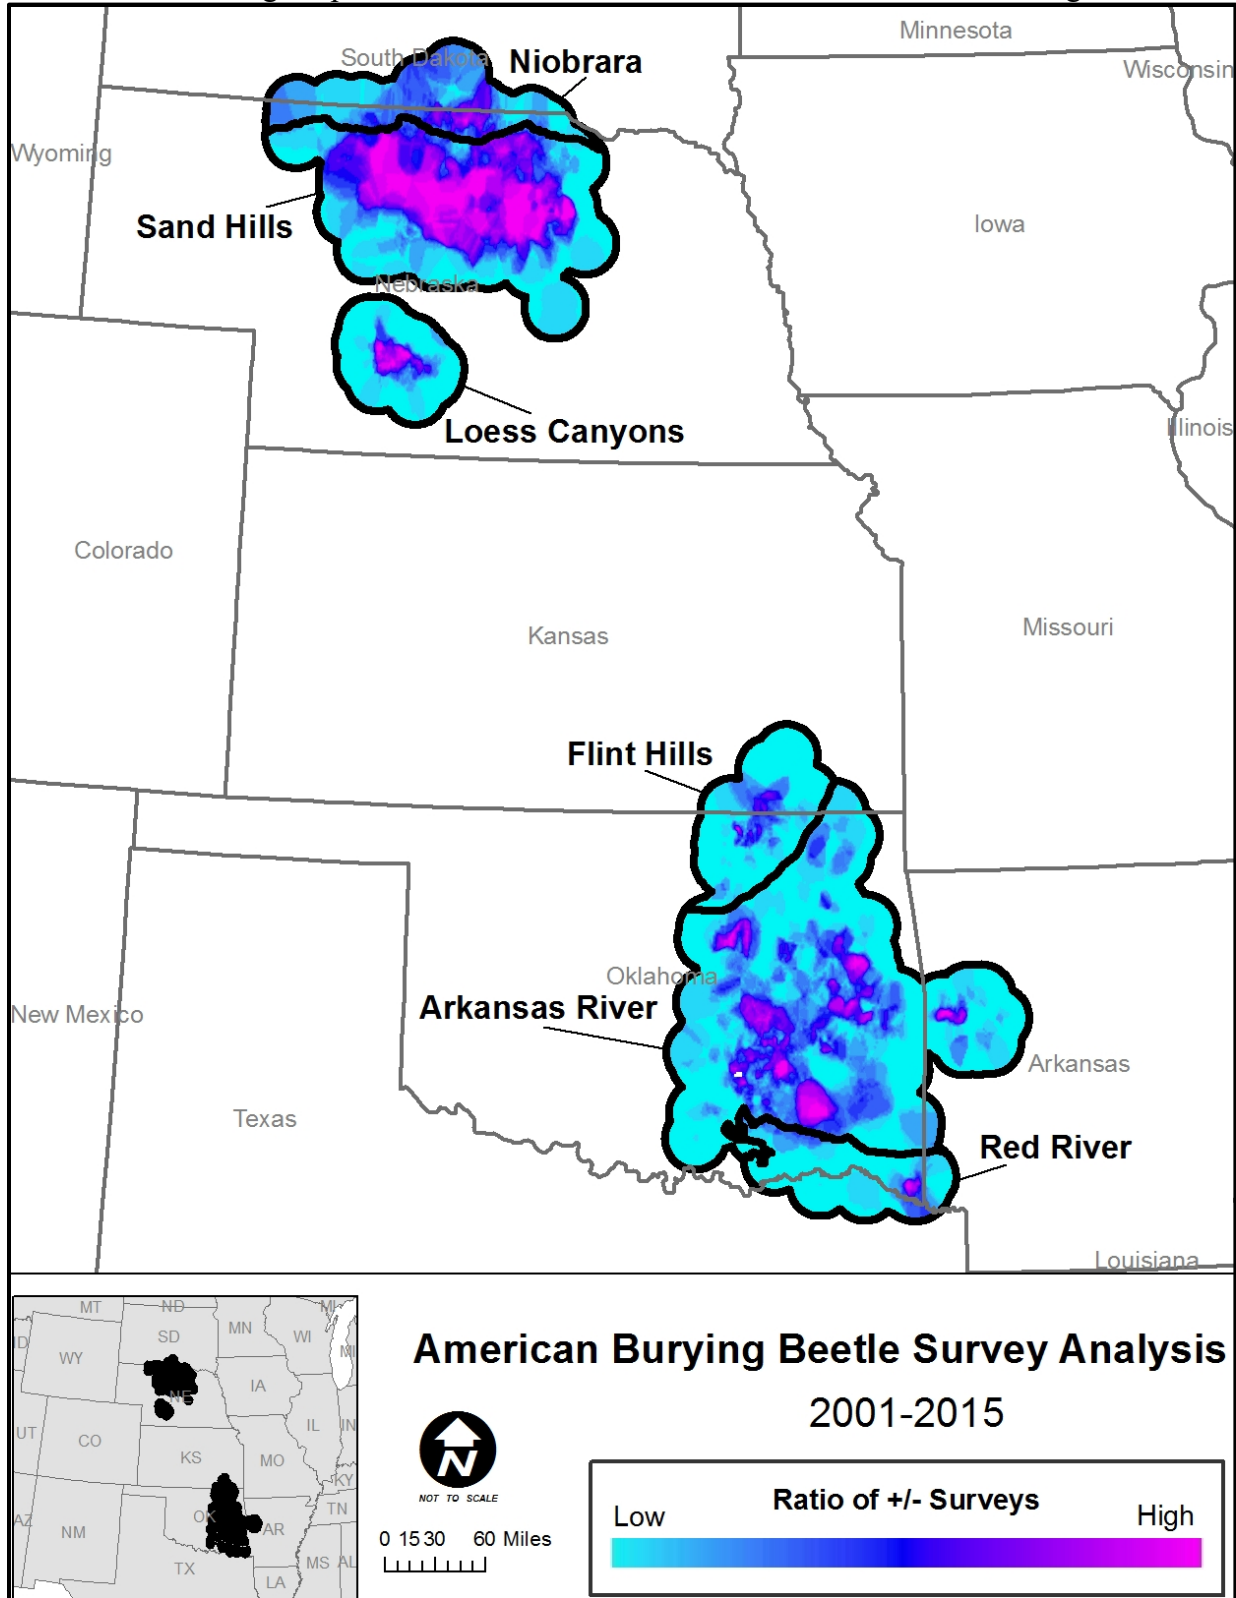 Minnesota
South Dakota
Niobrara
Wisconsin
Wyoming
Sand Hills
Iowa
Nebraska
Loess Canyons
Illinois
Colorado
Kansas
Missouri
Flint Hills
Oklahoma
Arkansas River
New Mexico
Arkansas
Texas
Red River
Louisiana
MT
ND
MI
SD
MN
WI
ID
WY
MI
IA
NE
UT
CO
IL
IN
KS
MO
KY
OK
TN
AZ
NM
AR
TX
MS
AL
LA
American Burying Beetle Survey Analysis
2001-2015
N
NOT TO SCALE
0 15 30 60 Miles
Ratio of +/- Surveys
Low
High